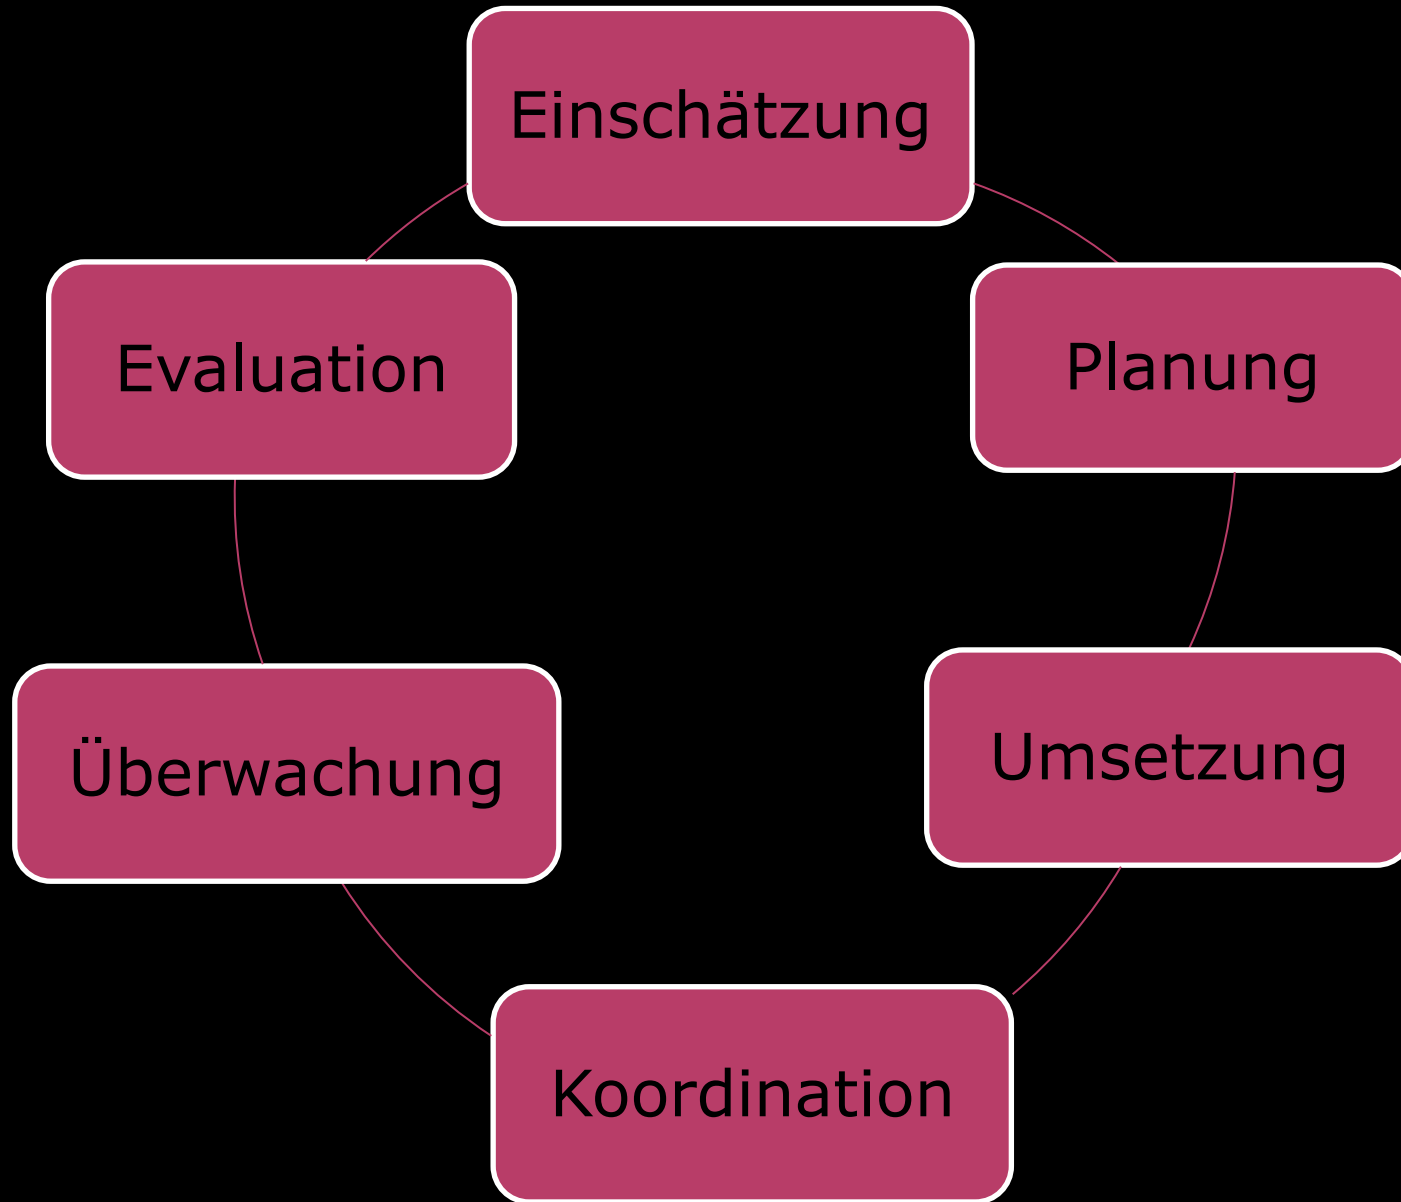 Einschätzung
Planung
Umsetzung
Koordination
Überwachung
Evaluation